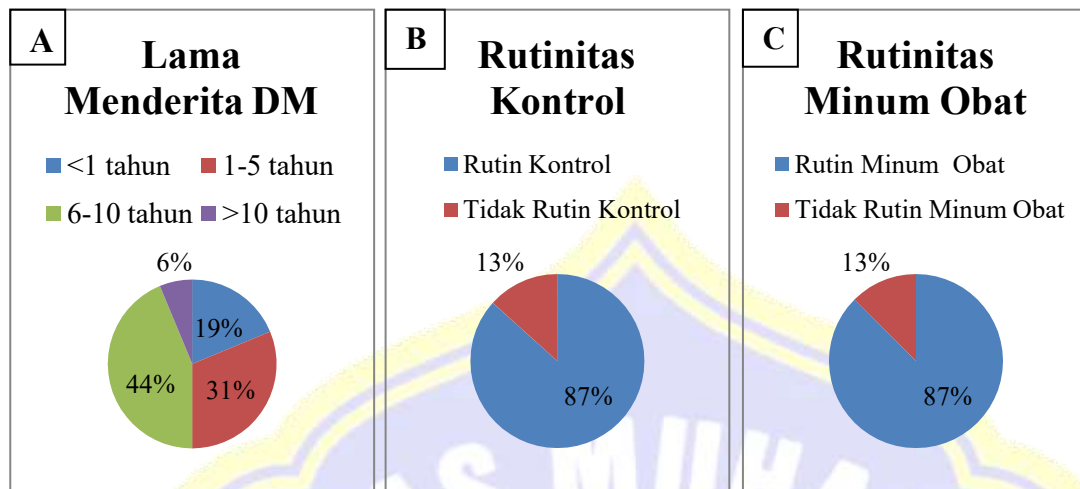 A
Lama
Menderita DM
<1 tahun
1-5 tahun
6-10 tahun
>10 tahun
6%
19%
44%
31%
B
Rutinitas
Kontrol
Rutin Kontrol
Tidak Rutin Kontrol
13%
87%
C
Rutinitas
Minum Obat
Rutin Minum Obat
Tidak Rutin Minum Obat
13%
87%
AS MUHA